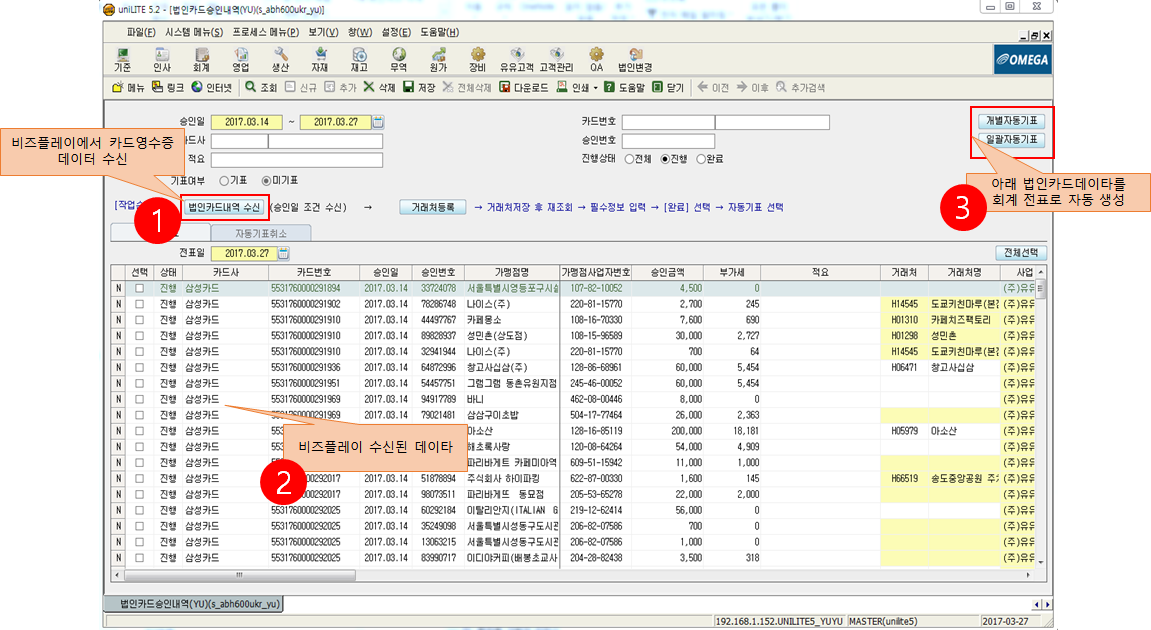 uniLITE 5.2 - [법인카드승인내역(YU)(s_abh600ukr_yu)]
파일(F) 시스템 메뉴(S) 프로세스 메뉴(P) 보기(V) 창(W) 설정(E) 도움말(H)
기준 인사 회계 영업 생산 자재 재고 무역 원가 장비 유유고객 고객관리 QA 법인변경
OMEGA
메뉴 링크 인터넷 조회 신규 추가 삭제 저장 전체삭제 다운로드 인쇄 도움말 닫기 이전 이후 추가검색
승인일 2017.03.14 ~ 2017.03.27 카드번호 개별자동기표
드사 승인번호 일괄자동기표
적요 진행상태 전체 진행 완료
기표여부 기표 미기표
비즈플레이에서 카드영수증
데이터 수신
아래 법인카드데이타를
회계 전표로 자동 생성
1
3
[작업 법인카드내역 수신 (승인일 조건 수신) → 거래처등록 → 거래처저장 후 재조회 → 필수정보 입력 → [완료] 선택 → 자동기표 선택
자동기표취소
전표일 2017.03.27 전체선택
선택 상태 카드사 카드번호 승인일 승인번호 가맹점명 가맹점사업자번호 승인금액 부가세 적요 거래처 거래처명 사업
N 진행 삼성카드 5531760000291894 2017.03.14 33724078 서울특별시영등포구시설 107-82-10052 4,500 0 (주)유유
N 진행 삼성카드 5531760000291902 2017.03.14 78286748 나이스(주) 220-81-15770 2,700 245 H14545 도쿄키친마루(본점 (주)유유
N 진행 삼성카드 5531760000291910 2017.03.14 44497767 카페몽소 108-16-70330 7,600 690 H01310 카페치즈팩토리 (주)유유
N 진행 삼성카드 5531760000291910 2017.03.14 89828937 성민촌(상도점) 108-15-96589 30,000 2,727 H01298 성민촌 (주)유유
N 진행 삼성카드 5531760000291910 2017.03.14 32941944 나이스(주) 220-81-15770 700 64 H14545 도쿄키친마루(본점 (주)유유
N 진행 삼성카드 5531760000291936 2017.03.14 64872996 창고사십삼(주) 128-86-68961 60,000 5,454 H06471 창고사십삼 (주)유유
N 진행 삼성카드 5531760000291951 2017.03.14 54457751 그램그램 동촌유원지점 245-46-00052 60,000 5,454 (주)유유
N 진행 삼성카드 5531760000291969 2017.03.14 94917789 바니 462-08-00446 8,000 0 (주)유유
N 진행 삼성카드 5531760000291969 2017.03.14 79021481 삼삼구미초밥 504-17-77464 26,000 2,363 (주)유유
N 진행 삼성카드 553 마소산 128-16-85119 200,000 18,181 H05979 마소산 (주)유유
N 진행 삼성카드 553 해초록사랑 120-08-64264 54,000 4,909 (주)유유
N 진행 삼성카드 553 파리바게트 카페미아역 609-51-15942 11,000 1,000 (주)유유
N 진행 삼성카드 0000292017 2017.03.14 51878894 주식회사 하이파킹 622-87-00330 1,600 145 H66519 송도중앙공원 주차 (주)유유
N 진행 삼성카드 0000292017 2017.03.14 98073511 파리바게뜨 동묘점 205-53-65278 22,000 2,000 (주)유유
N 진행 삼성카드 5531760000292025 2017.03.14 60292184 이탈리안지(ITALIAN G 219-12-62414 56,000 0 (주)유유
N 진행 삼성카드 5531760000292025 2017.03.14 35249098 서울특별시성동구도시관 206-82-07586 700 0 (주)유유
N 진행 삼성카드 5531760000292025 2017.03.14 13063215 서울특별시성동구도시관 206-82-07586 1,000 0 (주)유유
N 진행 삼성카드 5531760000292025 2017.03.14 83990717 이디야커피(배봉초교사 204-28-82438 3,500 318 (주)유유
비즈플레이 수신된 데이타
2
법인카드승인내역(YU)(s_abh600ukr_yu)
192.168.1.152.UNILITE5_YUYU MASTER(unilite5) 2017-03-27